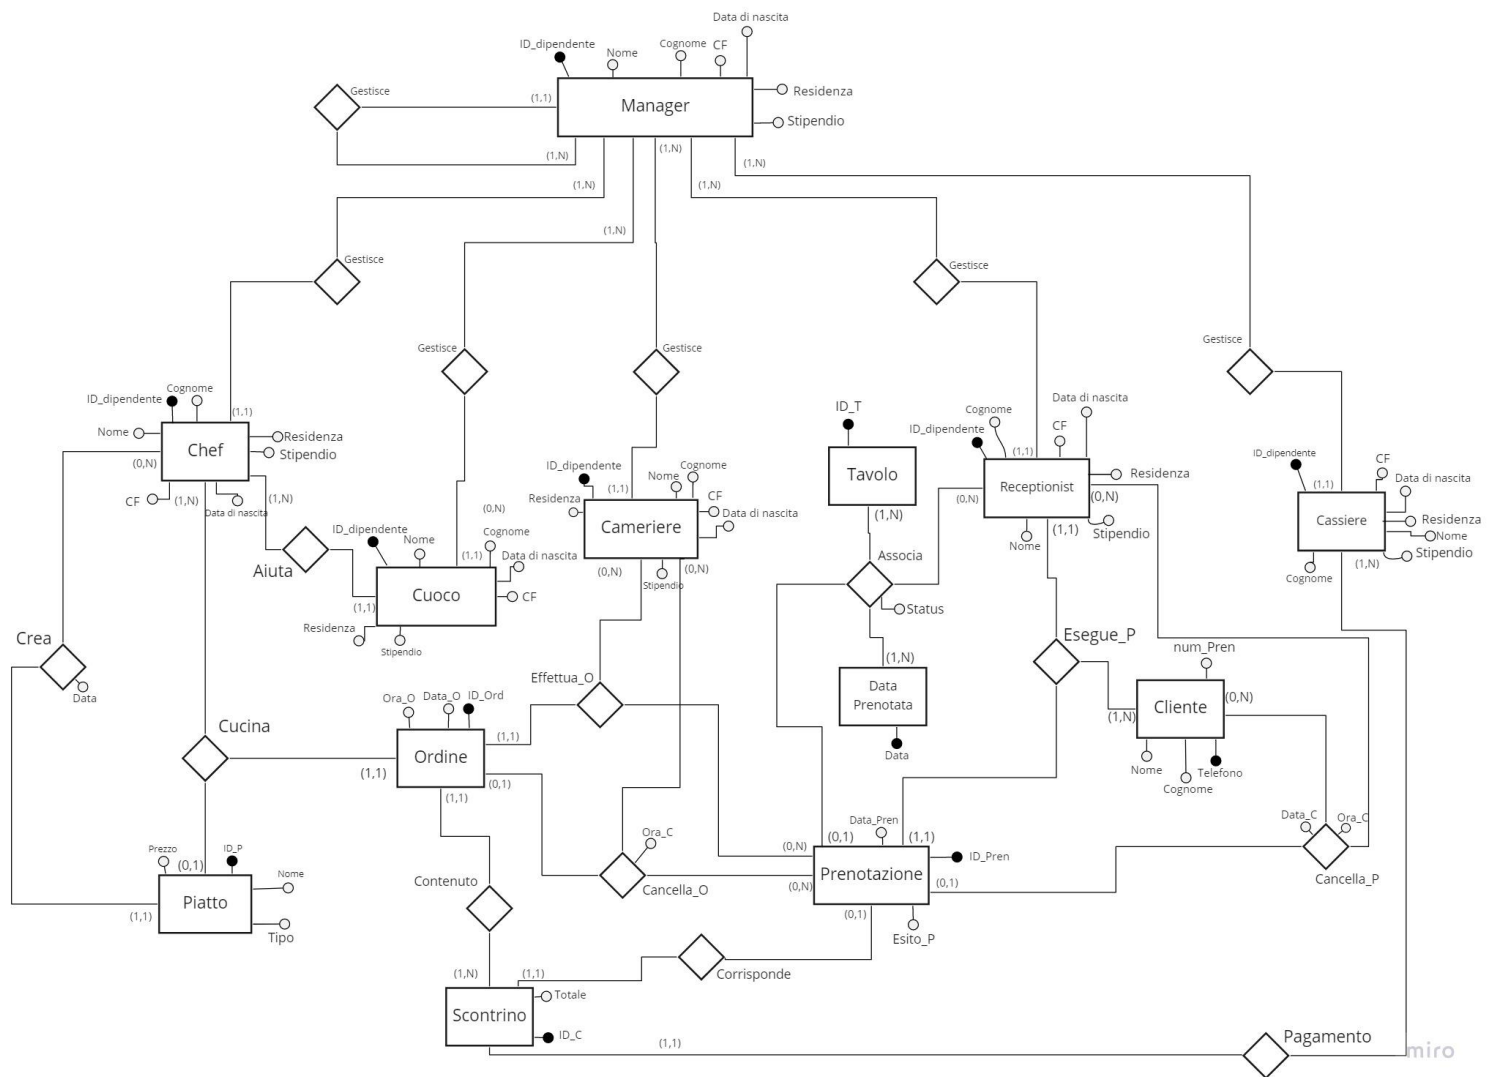 Data di nascita
ID_dipendente
Nome
Cognome
CF
Manager
Residenza
Stipendio
Gestisce
(1,1)
(1,N)
(1,N)
(1,N)
(1,N)
(1,N)
(1,N)
Gestisce
Gestisce
Gestisce
Gestisce
Gestisce
ID_dipendente
Cognome
(1,1)
Nome
Chef
Residenza
Stipendio
(0,N)
CF
(1,N)
Data di nascita
(1,N)
Aiuta
ID_dipendente
Nome
(0,N)
Cognome
(1,1)
Data di nascita
Cuoco
CF
(1,1)
Residenza
Stipendio
ID_dipendente
Nome
Cognome
(1,1)
Residenza
CF
Data di nascita
Cameriere
(0,N)
Stipendio
(0,N)
ID_T
Tavolo
(1,N)
Associa
Status
(1,N)
Data
Prenotata
Data
Cognome
Data di nascita
ID_dipendente
CF
(1,1)
Residenza
Receptionist
(0,N)
(0,N)
Nome
(1,1)
Stipendio
ID_dipendente
CF
(1,1)
Data di nascita
Cassiere
Residenza
Nome
Stipendio
Cognome
(1,N)
Crea
Data
Cucina
Effettua_O
Esegue_P
num_Pren
Cliente
(0,N)
(1,N)
Nome
Cognome
Telefono
Ora_O
Data_O
ID_Ord
Ordine
(1,1)
(1,1)
(0,1)
(1,1)
Ora_C
Cancella_O
Data_C
Ora_C
Cancella_P
(0,1)
Data_Pren
(1,1)
(0,N)
Prenotazione
ID_Pren
(0,N)
(0,1)
(0,1)
Esito_P
Prezzo
ID_P
(0,1)
Nome
Piatto
(1,1)
Tipo
Contenuto
(1,N)
(1,1)
Corrisponde
Scontrino
Totale
ID_C
(1,1)
Pagamento
miro